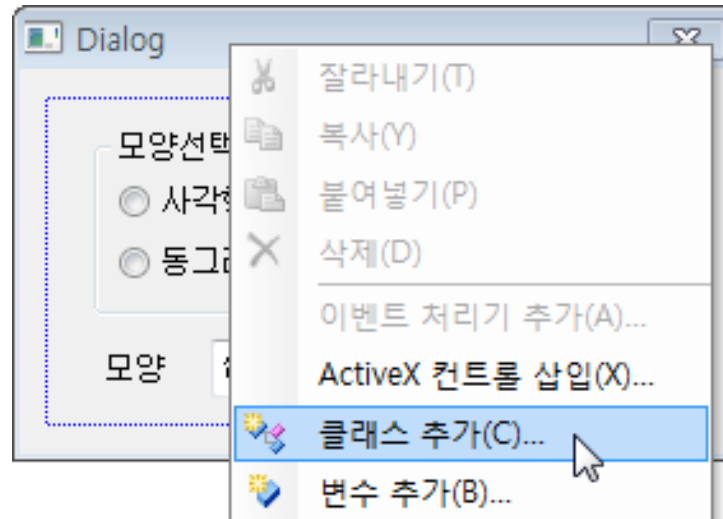 Dialog
모양선택
사각
동그
모양
잘라내기(T)
복사(Y)
붙여넣기(P)
삭제(D)
이벤트 처리기 추가(A)...
ActiveX 컨트롤 삽입(X)...
클래스 추가(C)...
변수 추가(B)...